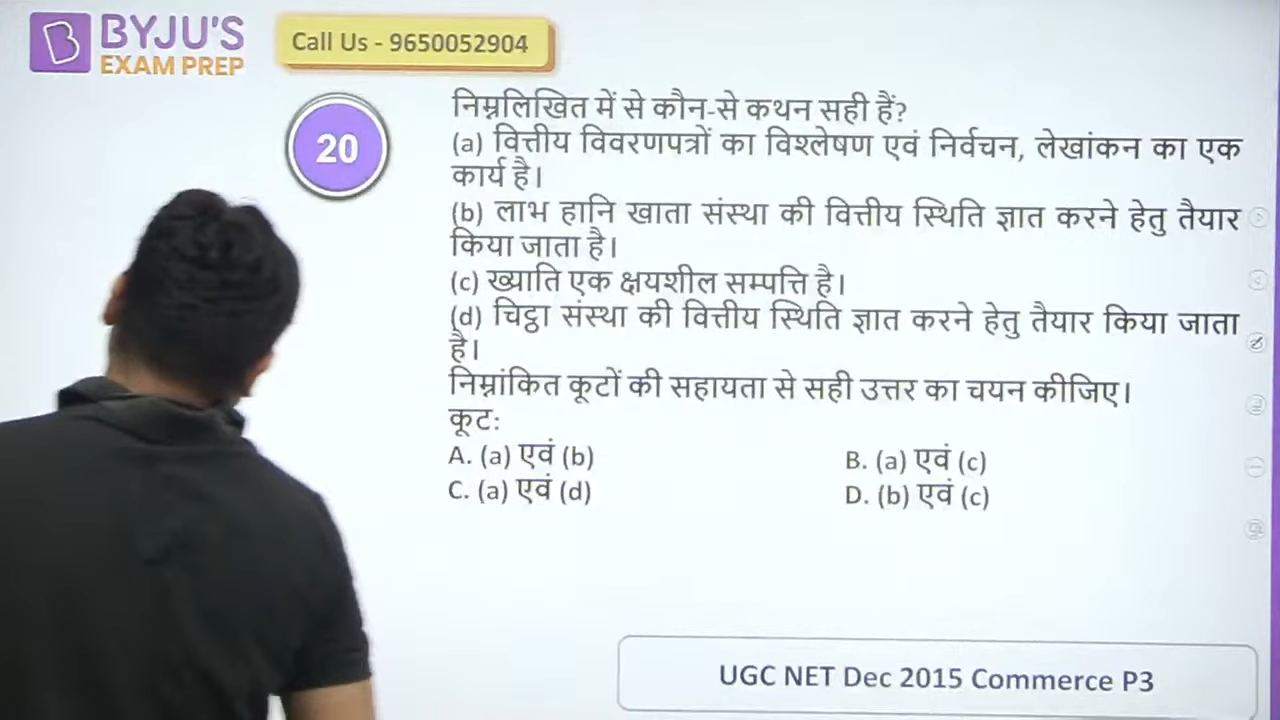 BYJU'S
EXAM PREP
Call Us - 9650052904
20
निम्नलिखित में से कौन-से कथन सही हैं?
(a) वित्तीय विवरणपत्रों का विश्लेषण एवं निर्वचन, लेखांकन का एक
कार्य है।
(b) लाभ हानि खाता संस्था की वित्तीय स्थिति ज्ञात करने हेतु तैयार
किया जाता है।
(c) ख्याति एक क्षयशील सम्पत्ति है।
(d) चिट्ठा संस्था की वित्तीय स्थिति ज्ञात करने हेतु तैयार किया जाता
है।
निम्नांकित कूटों की सहायता से सही उत्तर का चयन कीजिए।
कूट:
A. (a) एवं (b)
B. (a) एवं (c)
C. (a) एवं (d)
D. (b) एवं (c)
UGC NET Dec 2015 Commerce P3